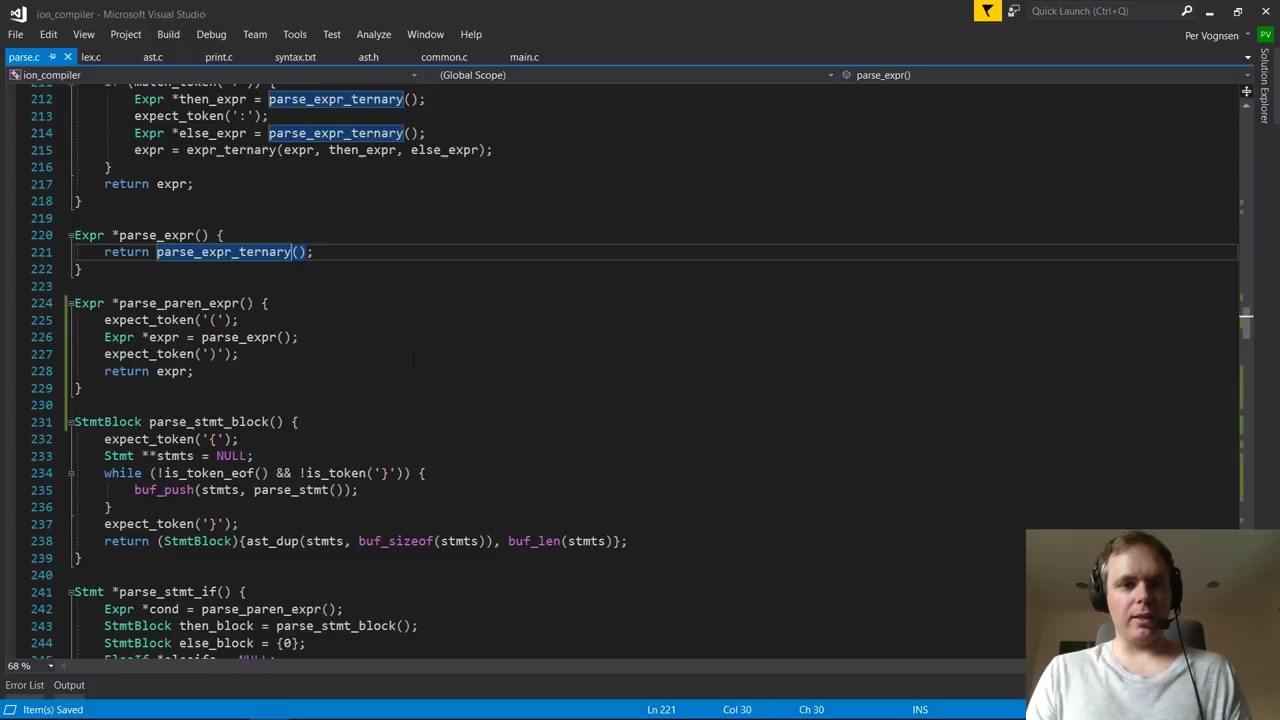 ion_compiler - Microsoft Visual Studio
Quick Launch (Ctrl+Q)
File Edit View Project Build Debug Team Tools Test Analyze Window Help
Per Vognsen PV
parse.c lex.c ast.c print.c syntax.txt ast.h common.c main.c
ion_compiler (Global Scope) parse_expr()
212 Expr *then_expr = parse_expr_ternary();
213 expect_token(':');
214 Expr *else_expr = parse_expr_ternary();
215 expr = expr_ternary(expr, then_expr, else_expr);
216 }
217 return expr;
218 }
219
220 Expr *parse_expr() {
221 return parse_expr_ternary();
222 }
223
224 Expr *parse_paren_expr() {
225 expect_token('(');
226 Expr *expr = parse_expr();
227 expect_token(')');
228 return expr;
229 }
230
231 StmtBlock parse_stmt_block() {
232 expect_token('{');
233 Stmt **stmts = NULL;
234 while (!is_token_eof() && !is_token('}')) {
235 buf_push(stmts, parse_stmt());
236 }
237 expect_token('}');
238 return (StmtBlock){ast_dup(stmts, buf_sizeof(stmts)), buf_len(stmts)};
239 }
240
241 Stmt *parse_stmt_if() {
242 Expr *cond = parse_paren_expr();
243 StmtBlock then_block = parse_stmt_block();
244 StmtBlock else_block = {0};
Solution Explorer
68 %
Error List Output
Item(s) Saved Ln 221 Col 30 Ch 30 INS